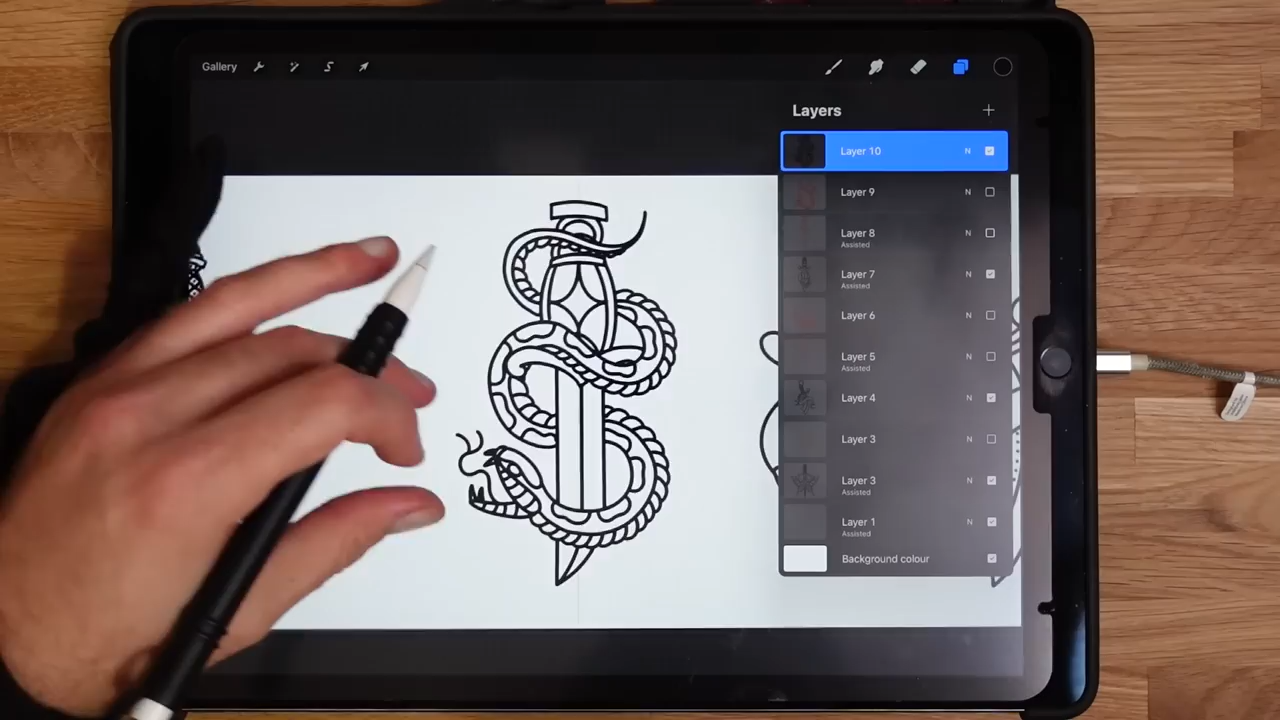 Gallery
Layers
Layer 10 N
Layer 9 N
Layer 8 N
Assisted
Layer 7 N
Assisted
Layer 6 N
Layer 5 N
Assisted
Layer 4 N
Layer 3 N
Layer 3 N
Assisted
Layer 1 N
Assisted
Background colour